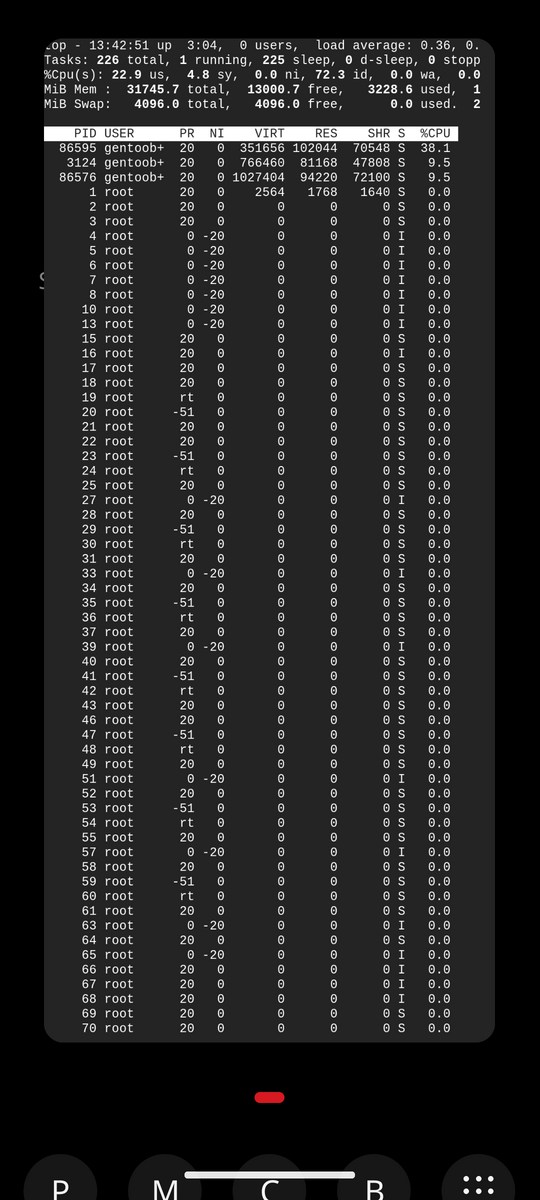 top - 13:42:51 up  3:04,  0 users,  load average: 0.36, 0.
Tasks: 226 total, 1 running, 225 sleep, 0 d-sleep, 0 stopp
%Cpu(s): 22.9 us,  4.8 sy,  0.0 ni, 72.3 id,  0.0 wa,  0.0
MiB Mem :  31745.7 total,  13000.7 free,   3228.6 used,  1
MiB Swap:   4096.0 total,   4096.0 free,      0.0 used.  2
PID USER      PR  NI    VIRT    RES    SHR S  %CPU
86595 gentoob+  20   0  351656 102044  70548 S  38.1
3124 gentoob+  20   0  766460  81168  47808 S   9.5
86576 gentoob+  20   0 1027404  94220  72100 S   9.5
1 root      20   0    2564   1768   1640 S   0.0
2 root      20   0       0      0      0 S   0.0
3 root      20   0       0      0      0 S   0.0
4 root       0 -20       0      0      0 I   0.0
5 root       0 -20       0      0      0 I   0.0
6 root       0 -20       0      0      0 I   0.0
7 root       0 -20       0      0      0 I   0.0
8 root       0 -20       0      0      0 I   0.0
10 root       0 -20       0      0      0 I   0.0
13 root       0 -20       0      0      0 I   0.0
15 root      20   0       0      0      0 S   0.0
16 root      20   0       0      0      0 I   0.0
17 root      20   0       0      0      0 S   0.0
18 root      20   0       0      0      0 S   0.0
19 root      rt   0       0      0      0 S   0.0
20 root     -51   0       0      0      0 S   0.0
21 root      20   0       0      0      0 S   0.0
22 root      20   0       0      0      0 S   0.0
23 root     -51   0       0      0      0 S   0.0
24 root      rt   0       0      0      0 S   0.0
25 root      20   0       0      0      0 S   0.0
27 root       0 -20       0      0      0 I   0.0
28 root      20   0       0      0      0 S   0.0
29 root     -51   0       0      0      0 S   0.0
30 root      rt   0       0      0      0 S   0.0
31 root      20   0       0      0      0 S   0.0
33 root       0 -20       0      0      0 I   0.0
34 root      20   0       0      0      0 S   0.0
35 root     -51   0       0      0      0 S   0.0
36 root      rt   0       0      0      0 S   0.0
37 root      20   0       0      0      0 S   0.0
39 root       0 -20       0      0      0 I   0.0
40 root      20   0       0      0      0 S   0.0
41 root     -51   0       0      0      0 S   0.0
42 root      rt   0       0      0      0 S   0.0
43 root      20   0       0      0      0 S   0.0
46 root      20   0       0      0      0 S   0.0
47 root     -51   0       0      0      0 S   0.0
48 root      rt   0       0      0      0 S   0.0
49 root      20   0       0      0      0 S   0.0
51 root       0 -20       0      0      0 I   0.0
52 root      20   0       0      0      0 S   0.0
53 root     -51   0       0      0      0 S   0.0
54 root      rt   0       0      0      0 S   0.0
55 root      20   0       0      0      0 S   0.0
57 root       0 -20       0      0      0 I   0.0
58 root      20   0       0      0      0 S   0.0
59 root     -51   0       0      0      0 S   0.0
60 root      rt   0       0      0      0 S   0.0
61 root      20   0       0      0      0 S   0.0
63 root       0 -20       0      0      0 I   0.0
64 root      20   0       0      0      0 S   0.0
65 root       0 -20       0      0      0 I   0.0
66 root      20   0       0      0      0 I   0.0
67 root      20   0       0      0      0 I   0.0
68 root      20   0       0      0      0 I   0.0
69 root      20   0       0      0      0 S   0.0
70 root      20   0       0      0      0 S   0.0
P M C B